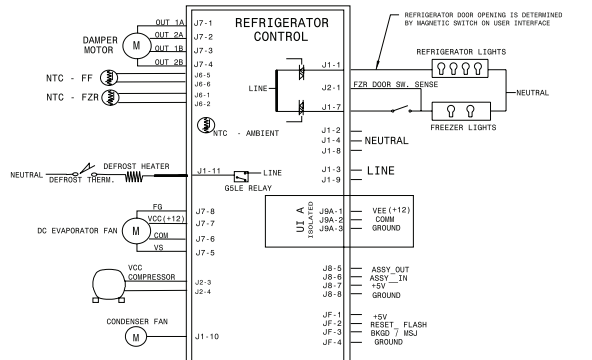 OUT 1A J7-1
OUT 2A J7-2
OUT 1B J7-3
OUT 2B J7-4
DAMPER
MOTOR
M
NTC - FF
J6-5
J6-6
NTC - FZR
J6-1
J6-2
NTC - AMBIENT
REFRIGERATOR
CONTROL
REFRIGERATOR DOOR OPENING IS DETERMINED
BY MAGNETIC SWITCH ON USER INTERFACE
REFRIGERATOR LIGHTS
J1-1
LINE
J2-1
FZR DOOR SW. SENSE
NEUTRAL
J1-7
FREEZER LIGHTS
J1-2
J1-4 NEUTRAL
J1-8
J1-3 LINE
J1-9
NEUTRAL
DEFROST THERM.
DEFROST HEATER
J1-11
LINE
G5LE RELAY
UI A
ISOLATED
J9A-1 VEE (+12)
J9A-2 COMM
J9A-3 GROUND
DC EVAPORATOR FAN
M
FG J7-8
VCC(+12) J7-7
COM J7-6
VS J7-5
VCC
COMPRESSOR
J2-3
J2-4
J8-5 ASSY_OUT
J8-6 ASSY_IN
J8-7 +5V
J8-8 GROUND
CONDENSER FAN
M
J1-10
JF-1 +5V
JF-2 RESET_FLASH
JF-3 BKGD / MSJ
JF-4 GROUND